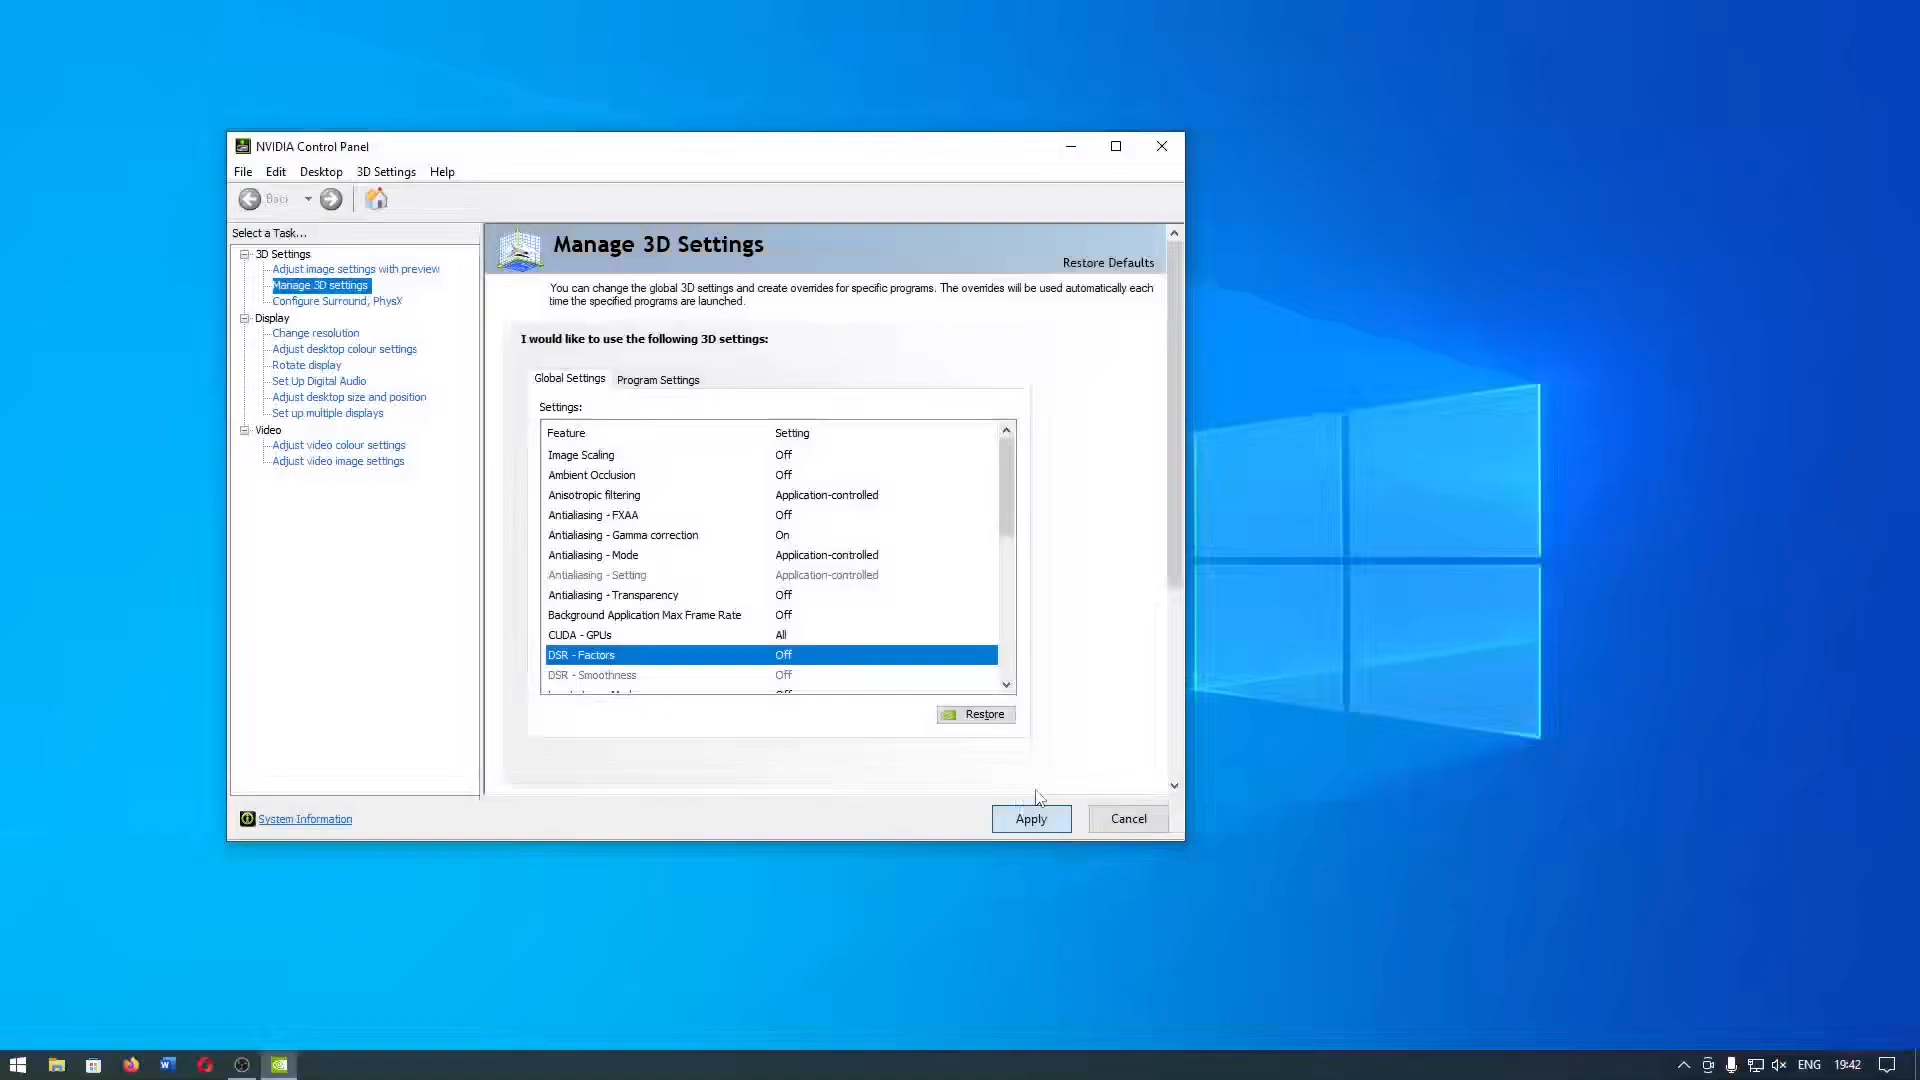 NVIDIA Control Panel
File Edit Desktop 3D Settings Help
Back
Select a Task...
3D Settings
Adjust image settings with preview
Manage 3D settings
Configure Surround, PhysX
Display
Change resolution
Adjust desktop colour settings
Rotate display
Set Up Digital Audio
Adjust desktop size and position
Set up multiple displays
Video
Adjust video colour settings
Adjust video image settings
System Information
Manage 3D Settings
Restore Defaults
You can change the global 3D settings and create overrides for specific programs. The overrides will be used automatically each
time the specified programs are launched.
I would like to use the following 3D settings:
Global Settings Program Settings
Settings:
Feature Setting
Image Scaling Off
Ambient Occlusion Off
Anisotropic filtering Application-controlled
Antialiasing - FXAA Off
Antialiasing - Gamma correction On
Antialiasing - Mode Application-controlled
Antialiasing - Setting Application-controlled
Antialiasing - Transparency Off
Background Application Max Frame Rate Off
CUDA - GPUs All
DSR - Factors Off
DSR - Smoothness Off
Restore
Apply Cancel
ENG 19:42